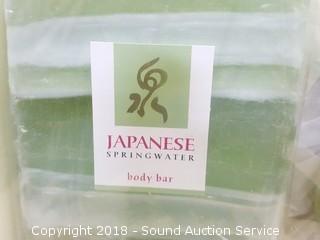 JAPANESE
SPRINGWATER
body bar
Copyright 2018 - Sound Auction Service